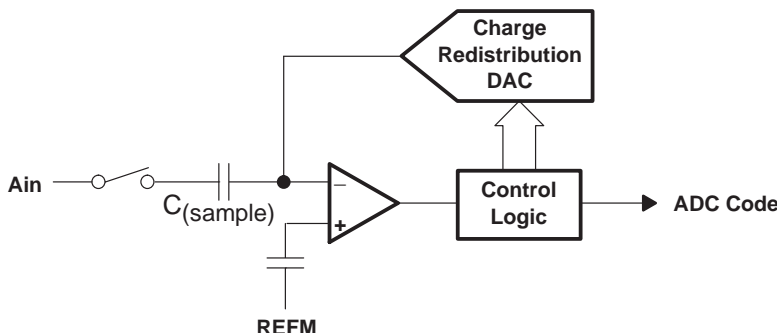 Charge
Redistribution
DAC
Ain
C(sample)
−
+
Control
Logic
ADC Code
REFM